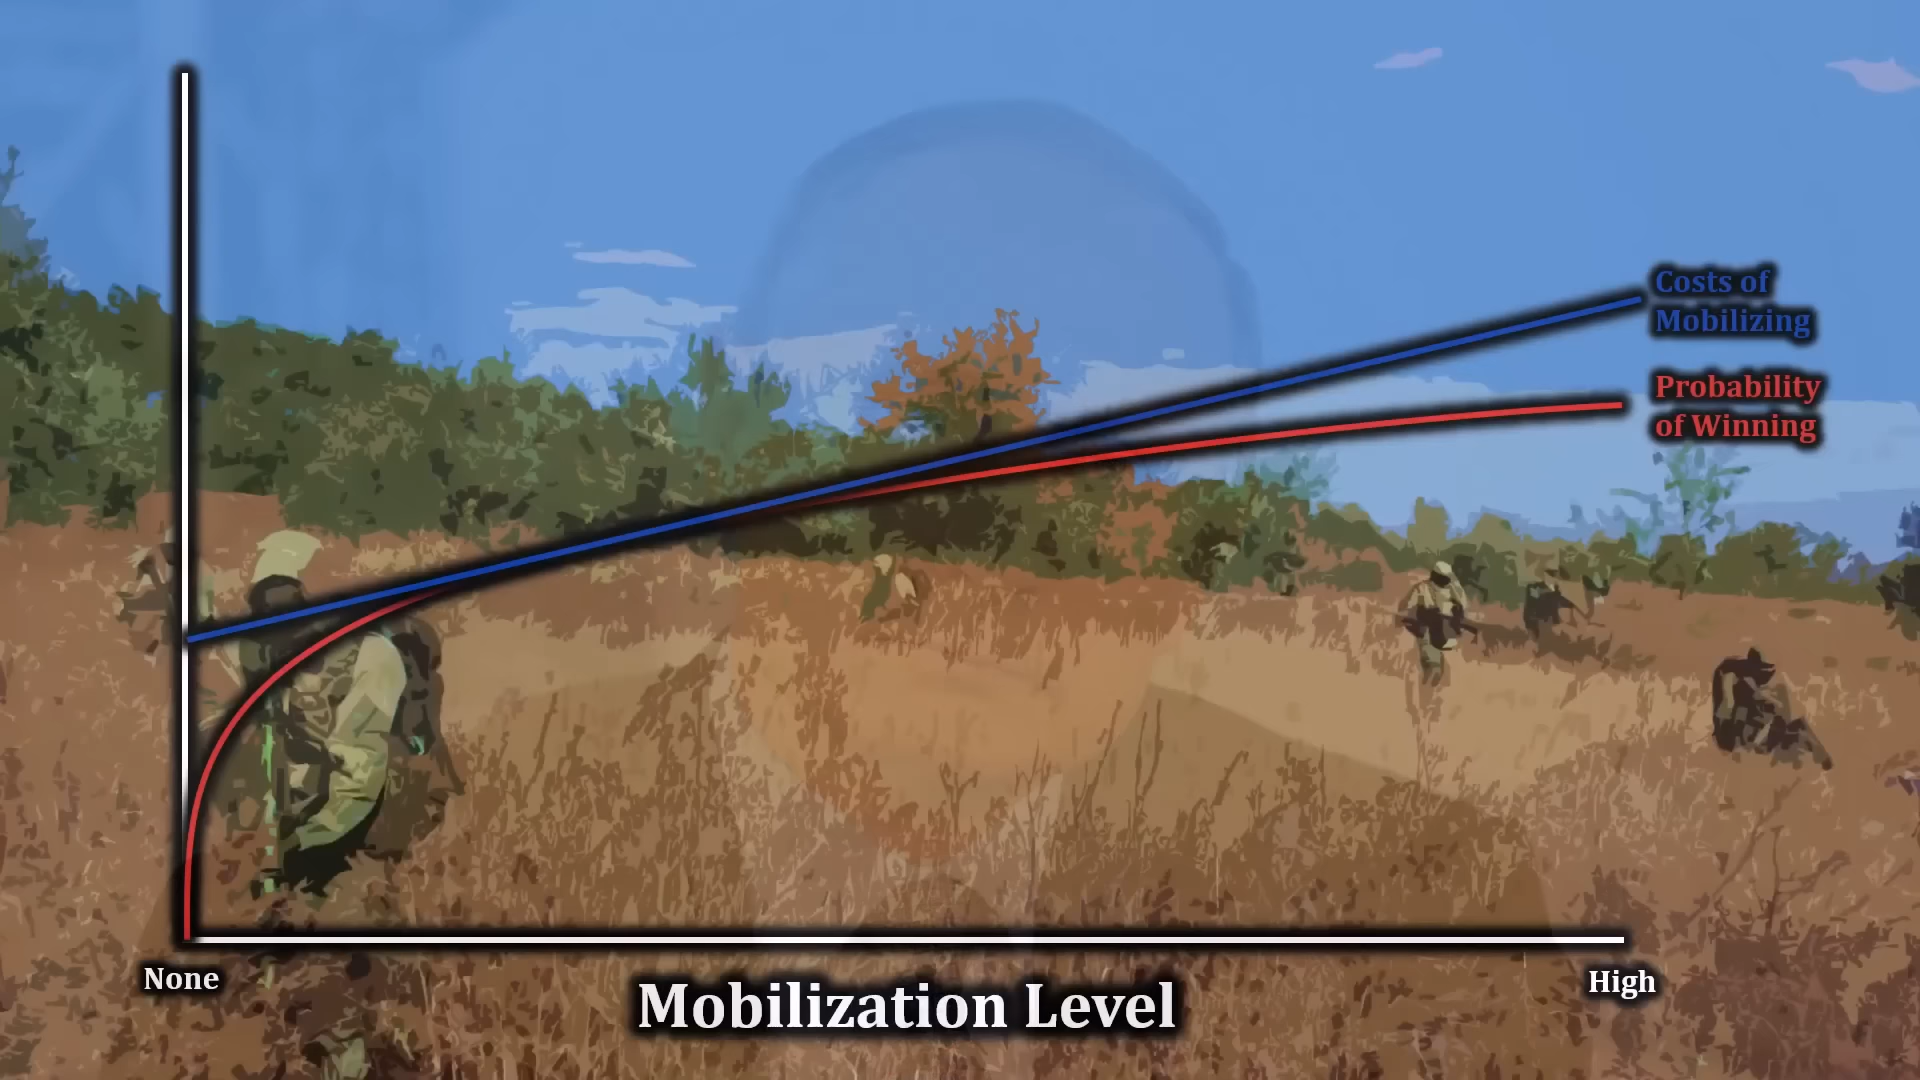 Costs of
Mobilizing
Probability
of Winning
None
High
Mobilization Level